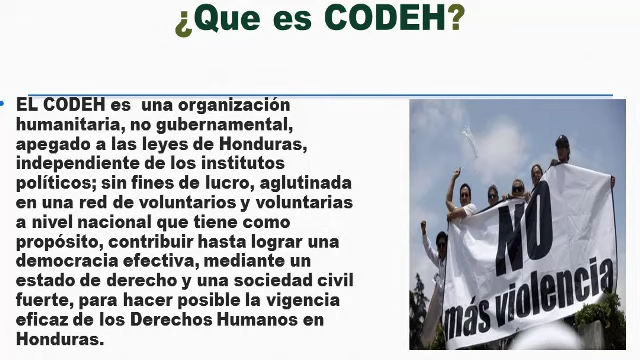 ¿Que es CODEH?
• EL CODEH es una organización
humanitaria, no gubernamental,
apegado a las leyes de Honduras,
independiente de los institutos
políticos; sin fines de lucro, aglutinada
en una red de voluntarios y voluntarias
a nivel nacional que tiene como
propósito, contribuir hasta lograr una
democracia efectiva, mediante un
estado de derecho y una sociedad civil
fuerte, para hacer posible la vigencia
eficaz de los Derechos Humanos en
Honduras.
NO
más violencia